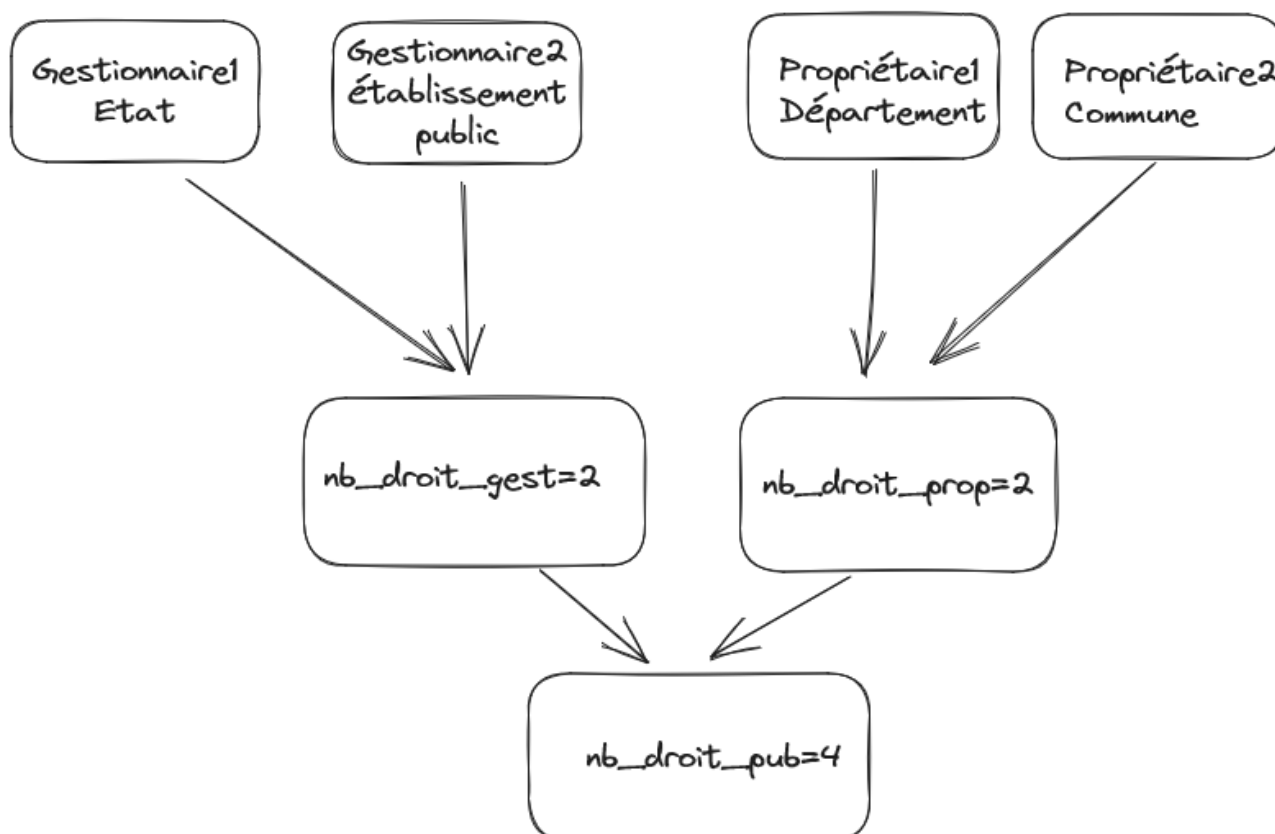 Gestionnaire1
Etat
Gestionnaire2
établissement
public
Propriétaire1
Département
Propriétaire2
Commune
nb_droit_gest=2
nb_droit_prop=2
nb_droit_pub=4